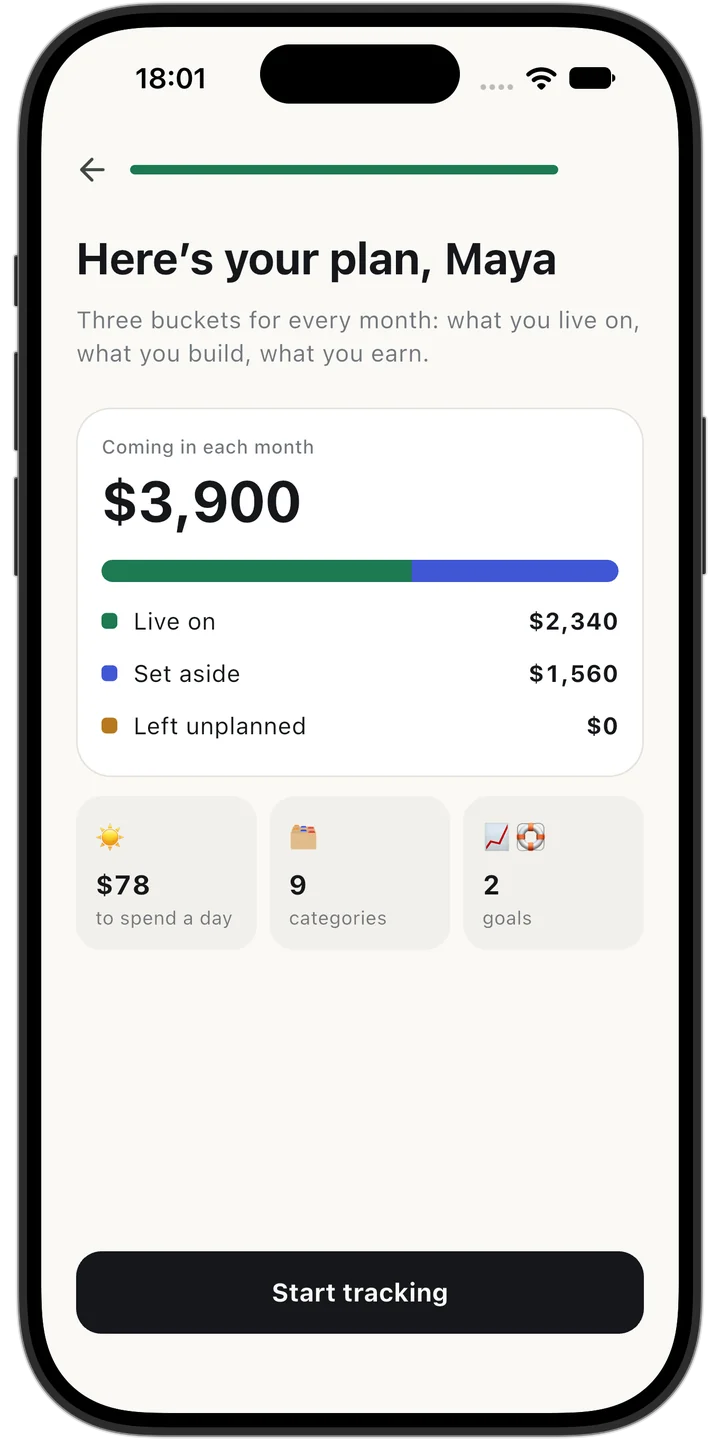 18:01
Here’s your plan, Maya
Three buckets for every month: what you live on,
what you build, what you earn.
Coming in each month
$3,900
Live on $2,340
Set aside $1,560
Left unplanned $0
$78
to spend a day
9
categories
2
goals
Start tracking